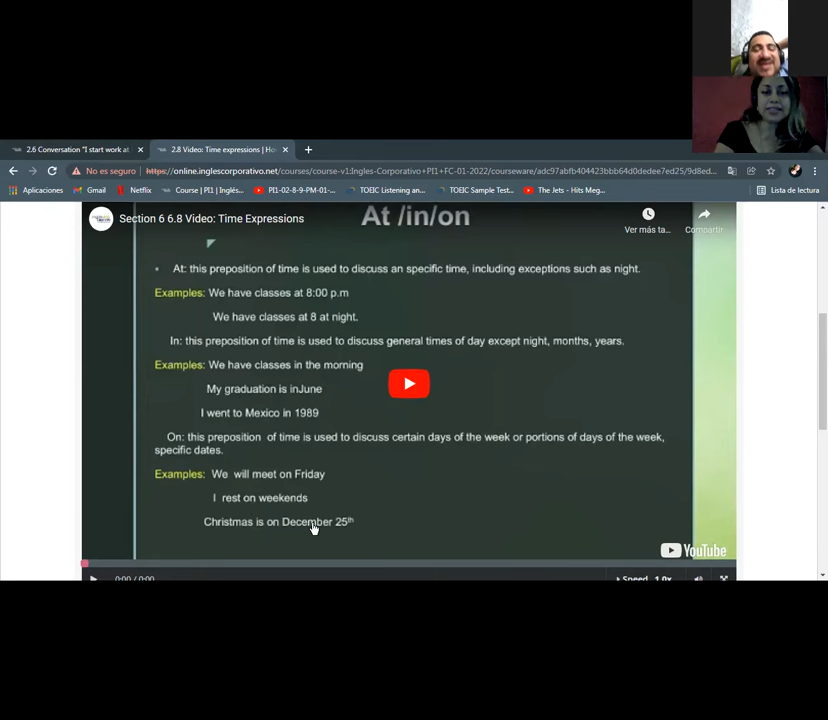 2.6 Conversation "I start work at
2.8 Video: Time expressions | Ho
No es seguro
https://online.inglescorporativo.net/courses/course-v1:Ingles-Corporativo+PI1+FC-01-2022/courseware/adc97abfb404423bbb64d0dedee7ed25/9d8ed...
Aplicaciones
Gmail
Netflix
Course | PI1 | Inglés...
PI1-02-8-9-PM-01-...
TOEIC Listening an...
TOEIC Sample Test...
The Jets - Hits Meg...
Lista de lectura
Section 6 6.8 Video: Time Expressions
At /in/on
Ver más ta...
Compartir
• At: this preposition of time is used to discuss an specific time, including exceptions such as night.
Examples: We have classes at 8:00 p.m
We have classes at 8 at night.
In: this preposition of time is used to discuss general times of day except night, months, years.
Examples: We have classes in the morning
My graduation is inJune
I went to Mexico in 1989
On: this preposition of time is used to discuss certain days of the week or portions of days of the week,
specific dates.
Examples: We will meet on Friday
I rest on weekends
Christmas is on December 25th
YouTube
0:00 / 0:00
Speed 1.0x